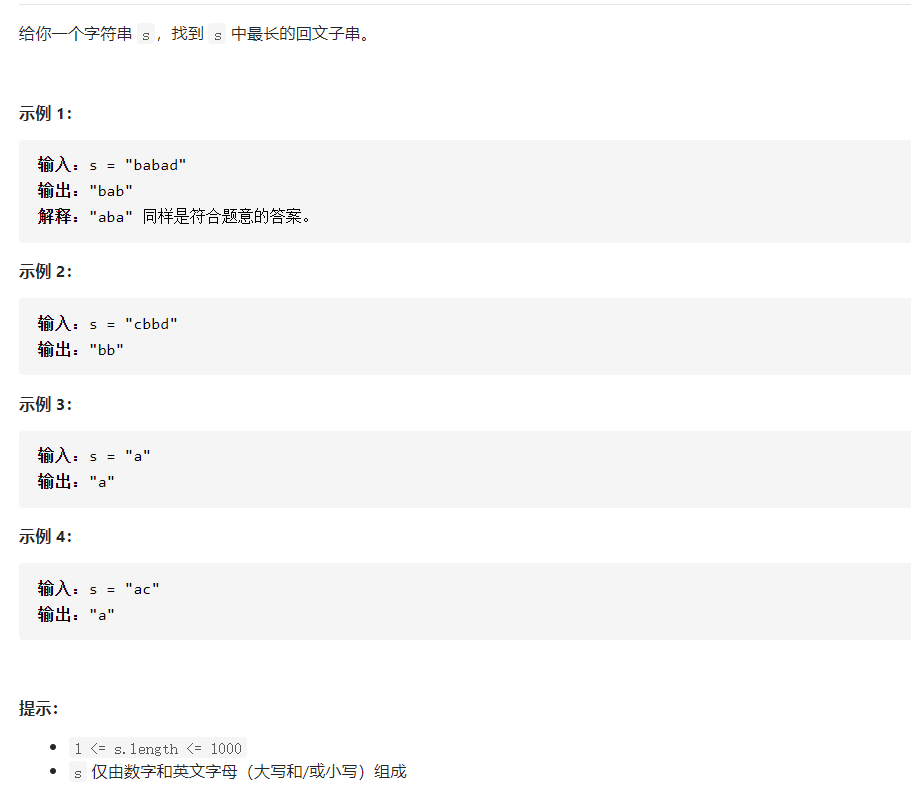 给你一个字符串 s，找到 s 中最长的回文子串。
示例 1：
输入：s = "babad"
输出："bab"
解释："aba" 同样是符合题意的答案。
示例 2：
输入：s = "cbbd"
输出："bb"
示例 3：
输入：s = "a"
输出："a"
示例 4：
输入：s = "ac"
输出："a"
提示：
• 1 <= s.length <= 1000
• s 仅由数字和英文字母（大写和/或小写）组成